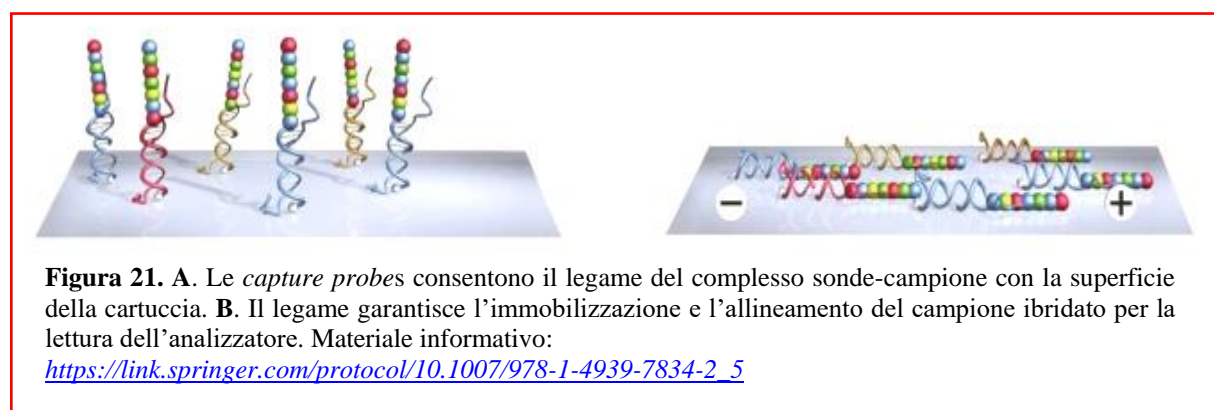 − +
Figura 21. A. Le capture probes consentono il legame del complesso sonde-campione con la superficie
della cartuccia. B. Il legame garantisce l’immobilizzazione e l’allineamento del campione ibridato per la
lettura dell’analizzatore. Materiale informativo:
https://link.springer.com/protocol/10.1007/978-1-4939-7834-2_5